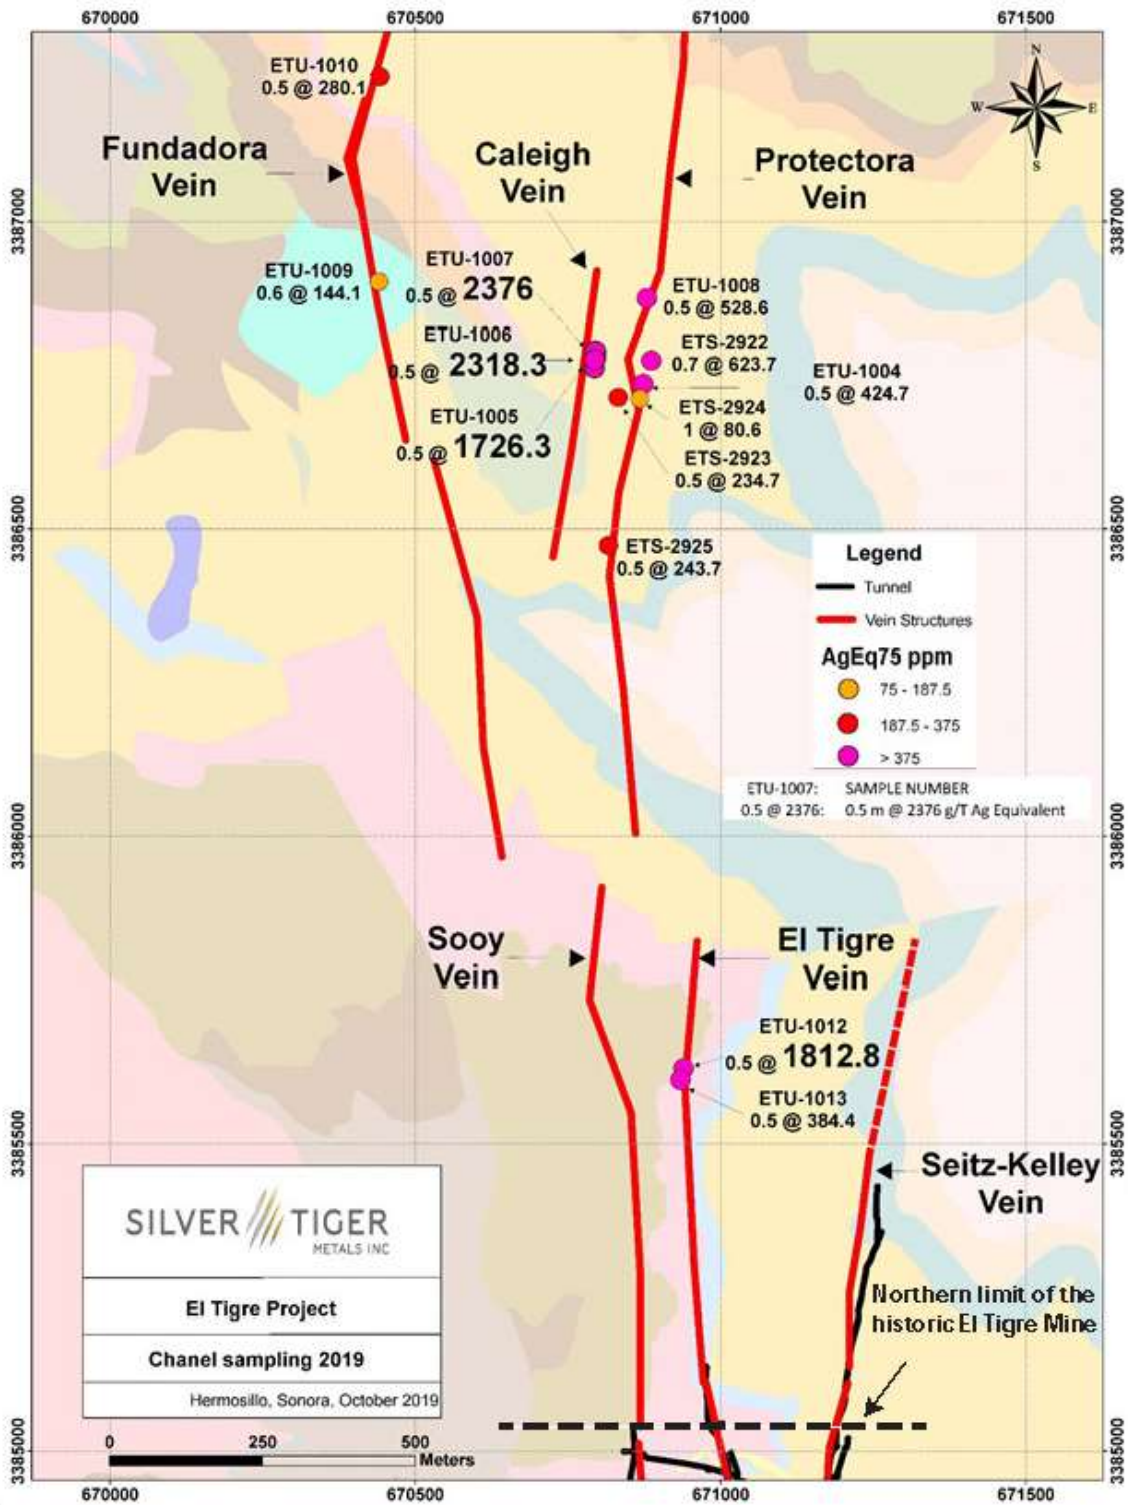 670000
670500
671000
671500
ETU-1010
0.5 @ 280.1
N
W
E
S
Fundadora
Vein
Caleigh
Vein
Protectora
Vein
3387000
3387000
ETU-1009
0.6 @ 144.1
ETU-1007
0.5 @ 2376
ETU-1008
0.5 @ 528.6
ETU-1006
0.5 @ 2318.3
ETS-2922
0.7 @ 623.7
ETU-1004
0.5 @ 424.7
ETU-1005
0.5 @ 1726.3
ETS-2924
1 @ 80.6
ETS-2923
0.5 @ 234.7
3386500
3386500
ETS-2925
0.5 @ 243.7
Legend
Tunnel
Vein Structures
AgEq75 ppm
75 - 187.5
187.5 - 375
> 375
ETU-1007: SAMPLE NUMBER
0.5 @ 2376: 0.5 m @ 2376 g/T Ag Equivalent
3386000
3386000
Sooy
Vein
El Tigre
Vein
ETU-1012
0.5 @ 1812.8
ETU-1013
0.5 @ 384.4
3385500
3385500
Seitz-Kelley
Vein
SILVER TIGER
METALS INC
El Tigre Project
Chanel sampling 2019
Hermosillo, Sonora, October 2019
Northern limit of the
historic El Tigre Mine
0
250
500
Meters
3385000
3385000
670000
670500
671000
671500